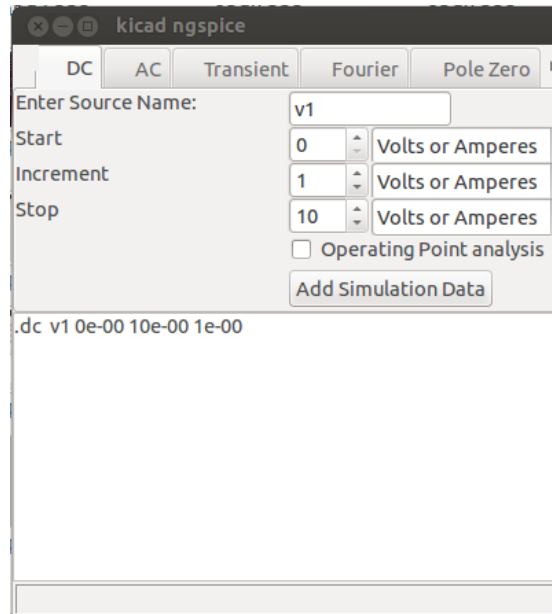 kicad ngspice
DC AC Transient Fourier Pole Zero
Enter Source Name: v1
Start 0 Volts or Amperes
Increment 1 Volts or Amperes
Stop 10 Volts or Amperes
Operating Point analysis
Add Simulation Data
.dc v1 0e-00 10e-00 1e-00